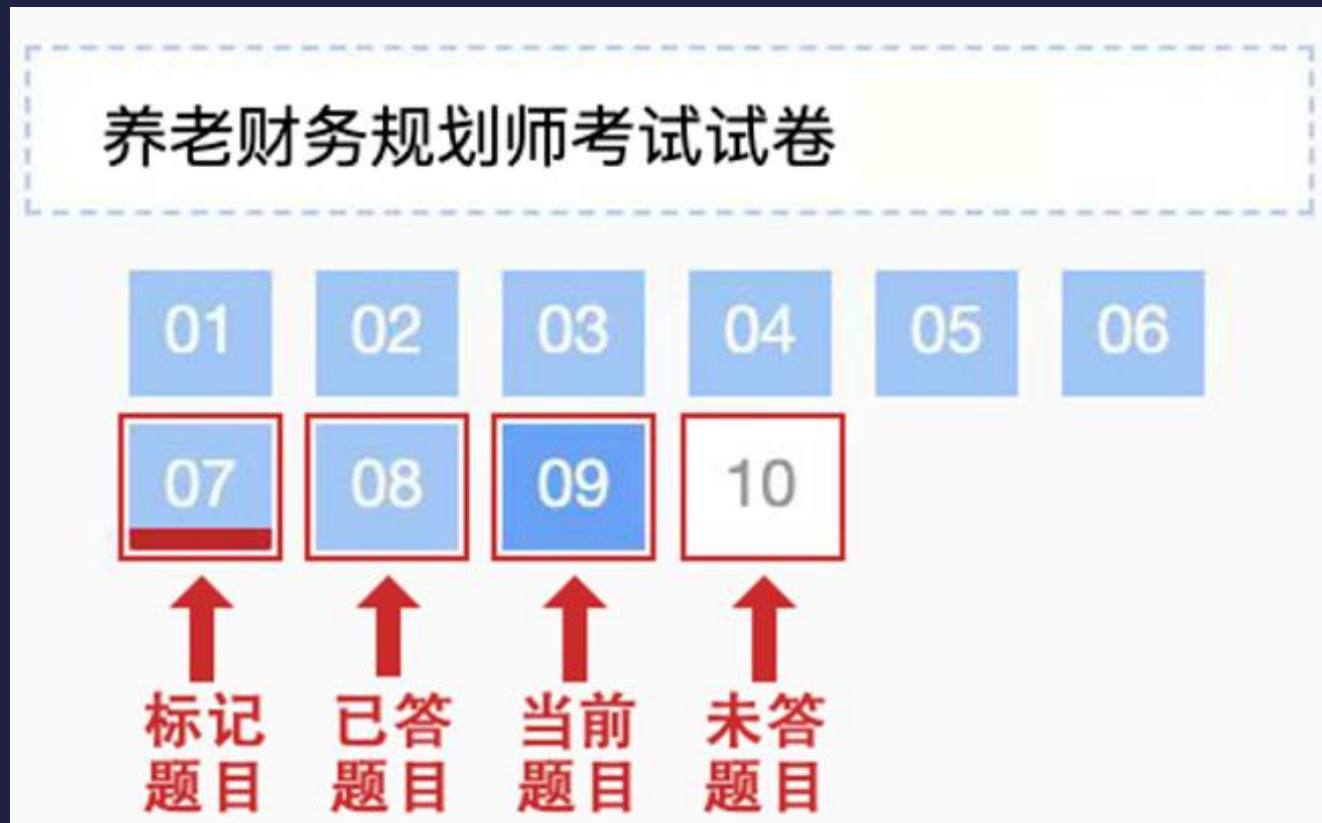 养老财务规划师考试试卷
01 02 03 04 05 06
07 08 09 10
标记 已答 当前 未答
题目 题目 题目 题目